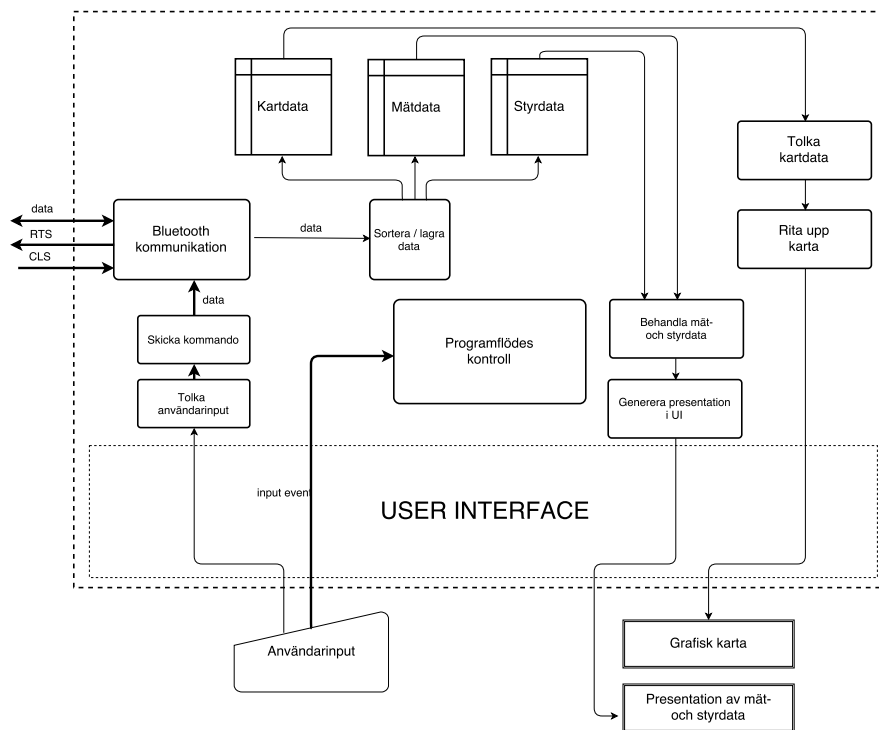 Kartdata
Mätdata
Styrdata
Tolka
kartdata
data
RTS
CLS
Bluetooth
kommunikation
data
Sortera / lagra
data
Rita upp
karta
data
Skicka kommando
Programflödes
kontroll
Behandla mät-
och styrdata
Tolka
användarinput
Generera presentation
i UI
input event
USER INTERFACE
Användarinput
Grafisk karta
Presentation av mät-
och styrdata